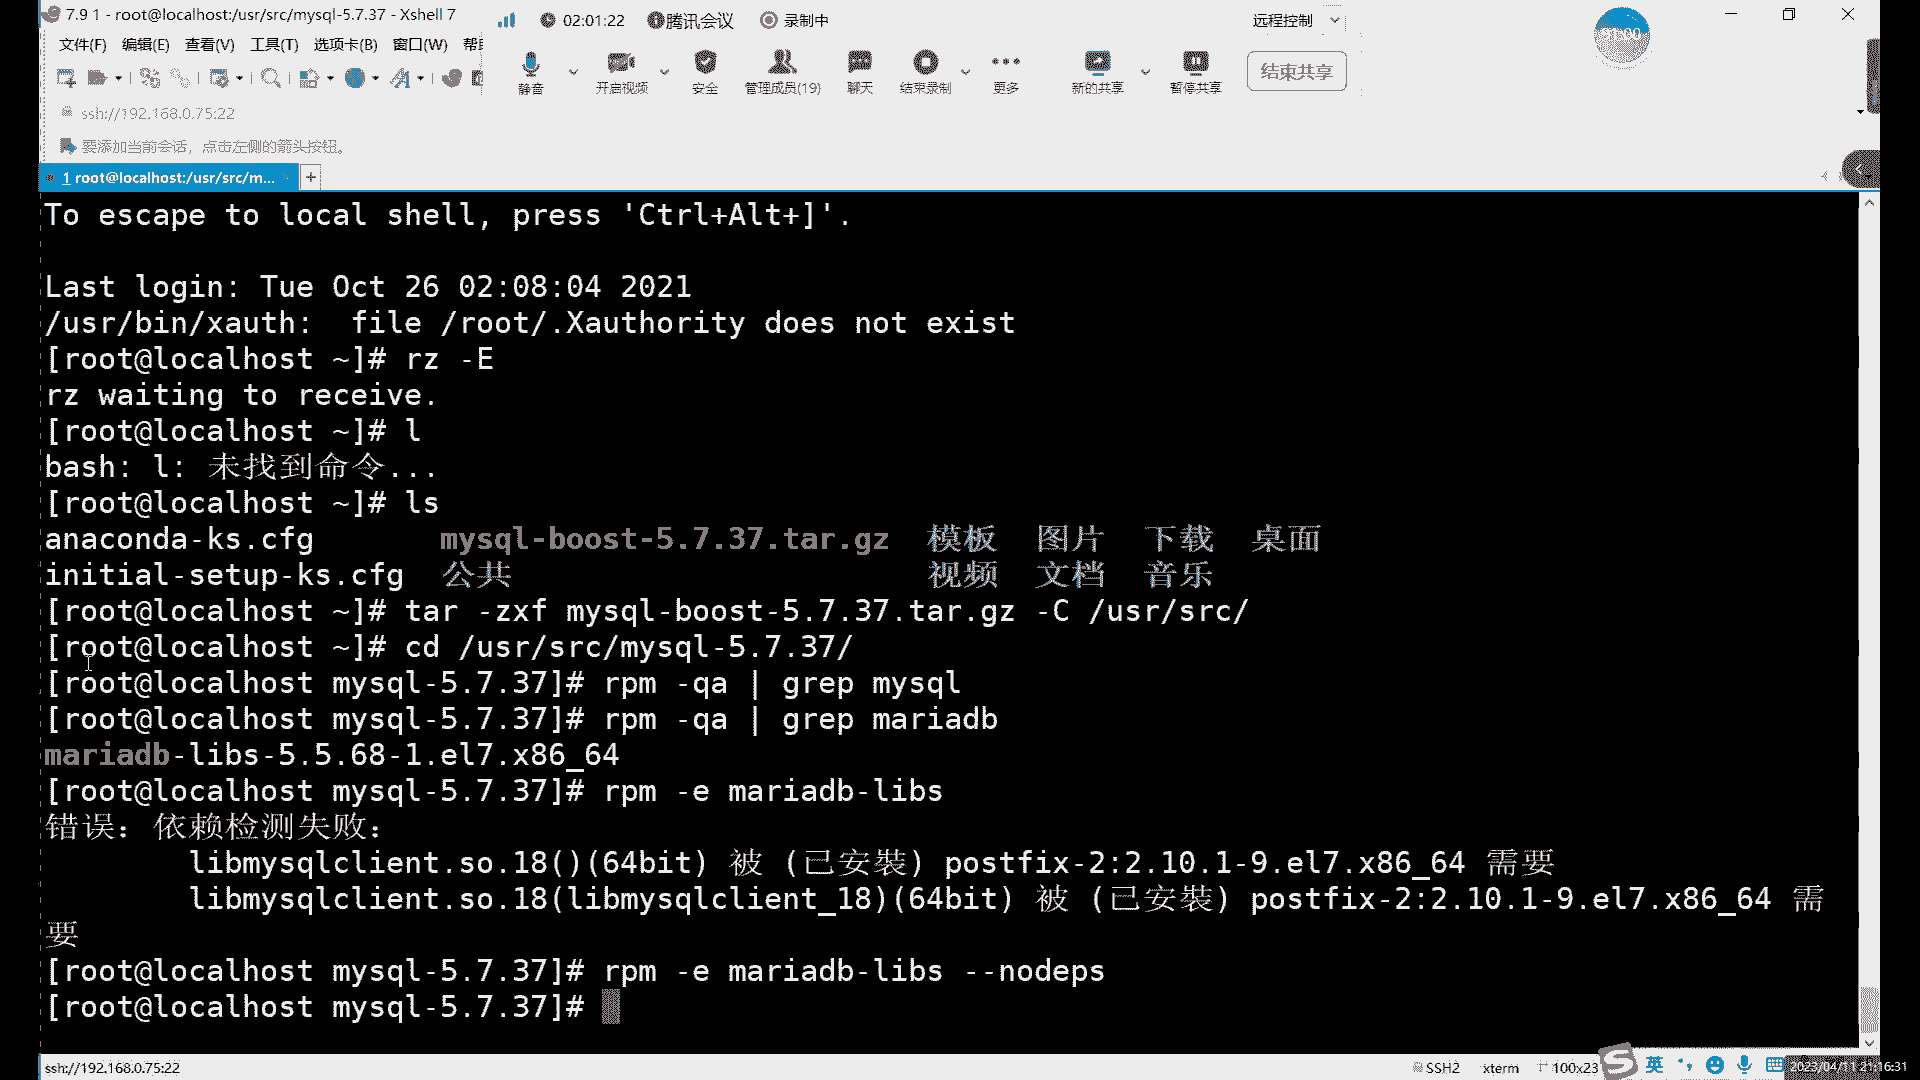 7.9 1 - root@localhost:/usr/src/mysql-5.7.37 - Xshell 7
02:01:22 腾讯会议 录制中
远程控制
文件(F) 编辑(E) 查看(V) 工具(T) 选项卡(B) 窗口(W) 帮
静音 开启视频 安全 管理成员(19) 聊天 结束录制 更多 新的共享 暂停共享 结束共享
ssh://192.168.0.75:22
要添加当前会话，点击左侧的箭头按钮。
1 root@localhost:/usr/src/m... +
To escape to local shell, press 'Ctrl+Alt+]'.
Last login: Tue Oct 26 02:08:04 2021
/usr/bin/xauth:  file /root/.Xauthority does not exist
[root@localhost ~]# rz -E
rz waiting to receive.
[root@localhost ~]# l
bash: l: 未找到命令...
[root@localhost ~]# ls
anaconda-ks.cfg mysql-boost-5.7.37.tar.gz 模板 图片 下载 桌面
initial-setup-ks.cfg 公共 视频 文档 音乐
[root@localhost ~]# tar -zxf mysql-boost-5.7.37.tar.gz -C /usr/src/
[root@localhost ~]# cd /usr/src/mysql-5.7.37/
[root@localhost mysql-5.7.37]# rpm -qa | grep mysql
[root@localhost mysql-5.7.37]# rpm -qa | grep mariadb
mariadb-libs-5.5.68-1.el7.x86_64
[root@localhost mysql-5.7.37]# rpm -e mariadb-libs
错误：依赖检测失败：
libmysqlclient.so.18()(64bit) 被 (已安裝) postfix-2:2.10.1-9.el7.x86_64 需要
libmysqlclient.so.18(libmysqlclient_18)(64bit) 被 (已安裝) postfix-2:2.10.1-9.el7.x86_64 需
要
[root@localhost mysql-5.7.37]# rpm -e mariadb-libs --nodeps
[root@localhost mysql-5.7.37]#
ssh://192.168.0.75:22 SSH2 xterm 100x23 英 2023/04/11 21:16:31